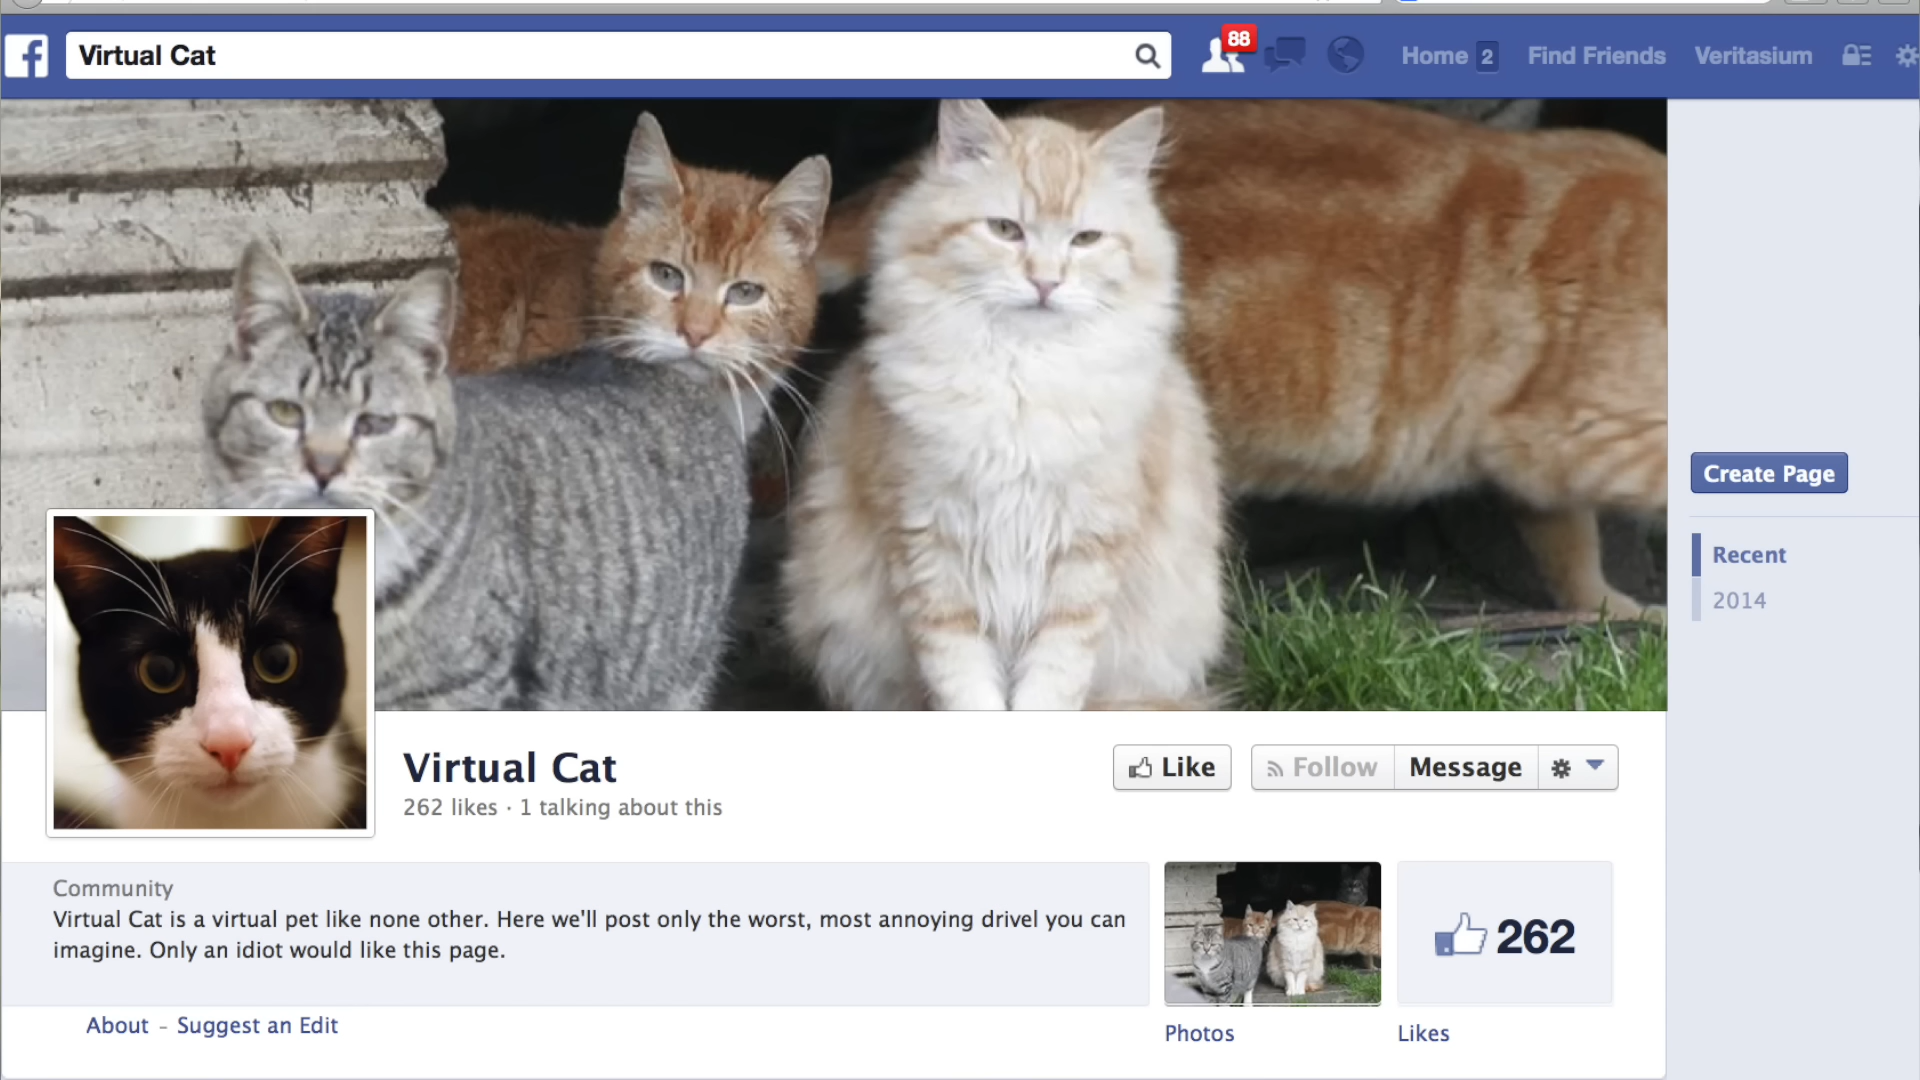 Virtual Cat
88
Home 2 Find Friends Veritasium
Create Page
Recent
2014
Virtual Cat
262 likes · 1 talking about this
Like Follow Message
Community
Virtual Cat is a virtual pet like none other. Here we'll post only the worst, most annoying drivel you can
imagine. Only an idiot would like this page.
262
About – Suggest an Edit
Photos
Likes